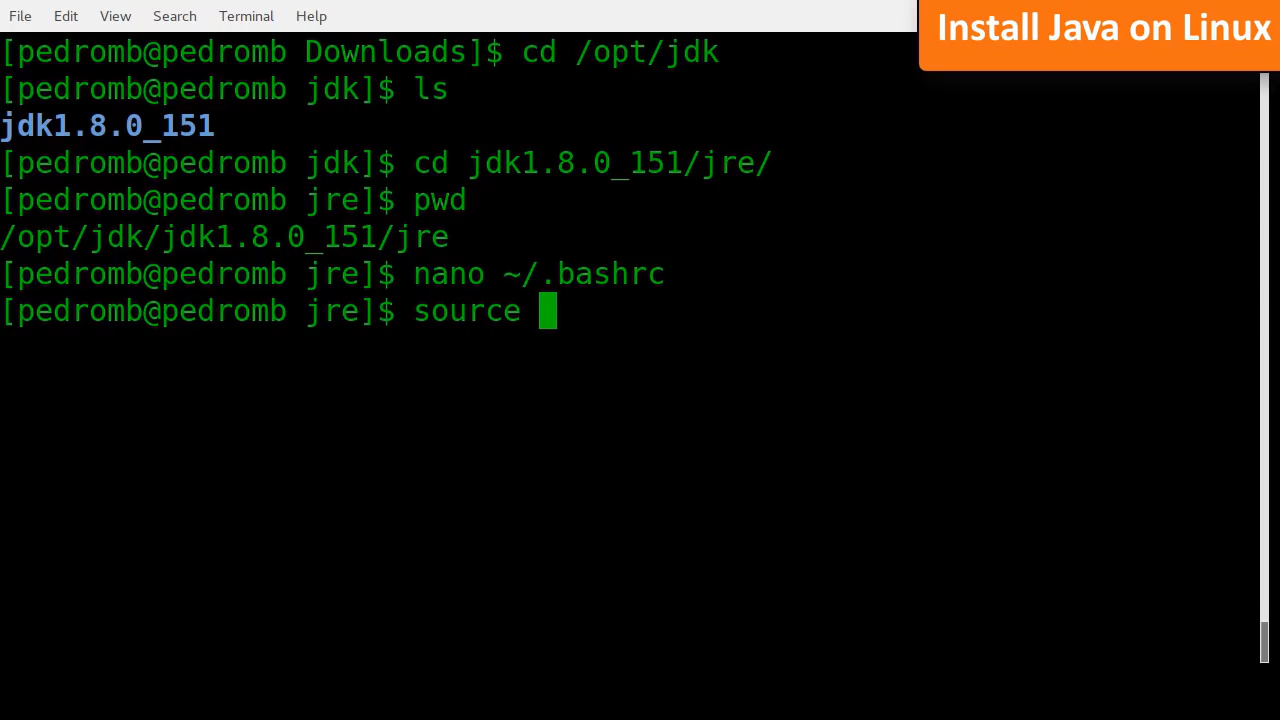 File Edit View Search Terminal Help
Install Java on Linux
[pedromb@pedromb Downloads]$ cd /opt/jdk
[pedromb@pedromb jdk]$ ls
jdk1.8.0_151
[pedromb@pedromb jdk]$ cd jdk1.8.0_151/jre/
[pedromb@pedromb jre]$ pwd
/opt/jdk/jdk1.8.0_151/jre
[pedromb@pedromb jre]$ nano ~/.bashrc
[pedromb@pedromb jre]$ source